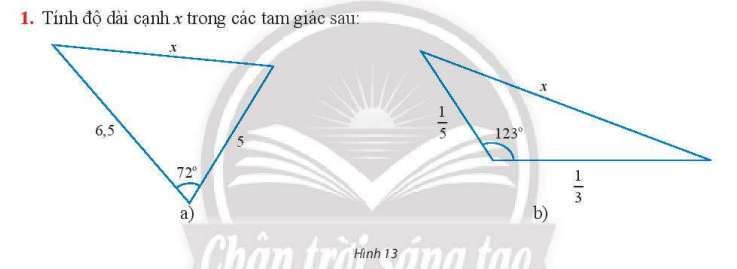 1. Tính độ dài cạnh x trong các tam giác sau:
x
6,5
5
72°
a)
x
1/5
123°
1/3
b)
Hình 13
Chân trời sáng tạo